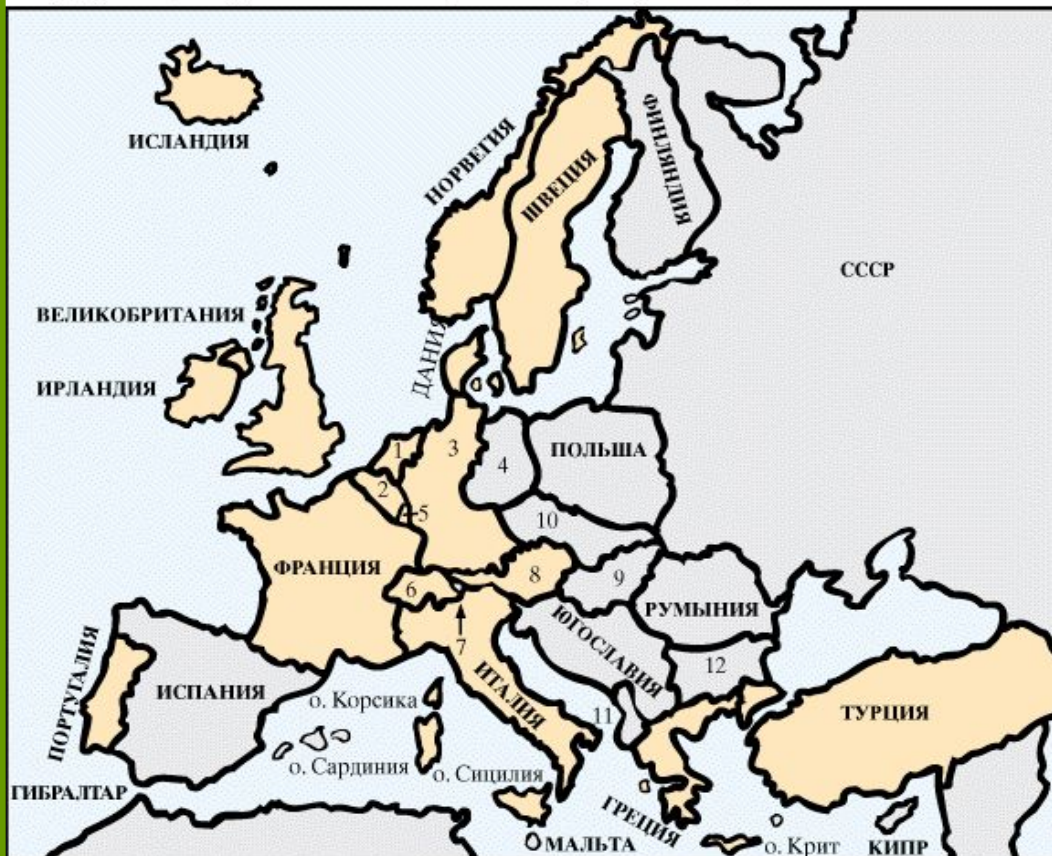 ИСЛАНДИЯ
НОРВЕГИЯ
ШВЕЦИЯ
ФИНЛЯНДИЯ
СССР
ВЕЛИКОБРИТАНИЯ
ИРЛАНДИЯ
ДАНИЯ
1
3
4
ПОЛЬША
2
5
10
ФРАНЦИЯ
6
8
9
РУМЫНИЯ
7
ЮГОСЛАВИЯ
12
ПОРТУГАЛИЯ
ИСПАНИЯ
о. Корсика
ИТАЛИЯ
11
ТУРЦИЯ
о. Сардиния
о. Сицилия
ГИБРАЛТАР
ГРЕЦИЯ
МАЛЬТА
о. Крит
КИПР